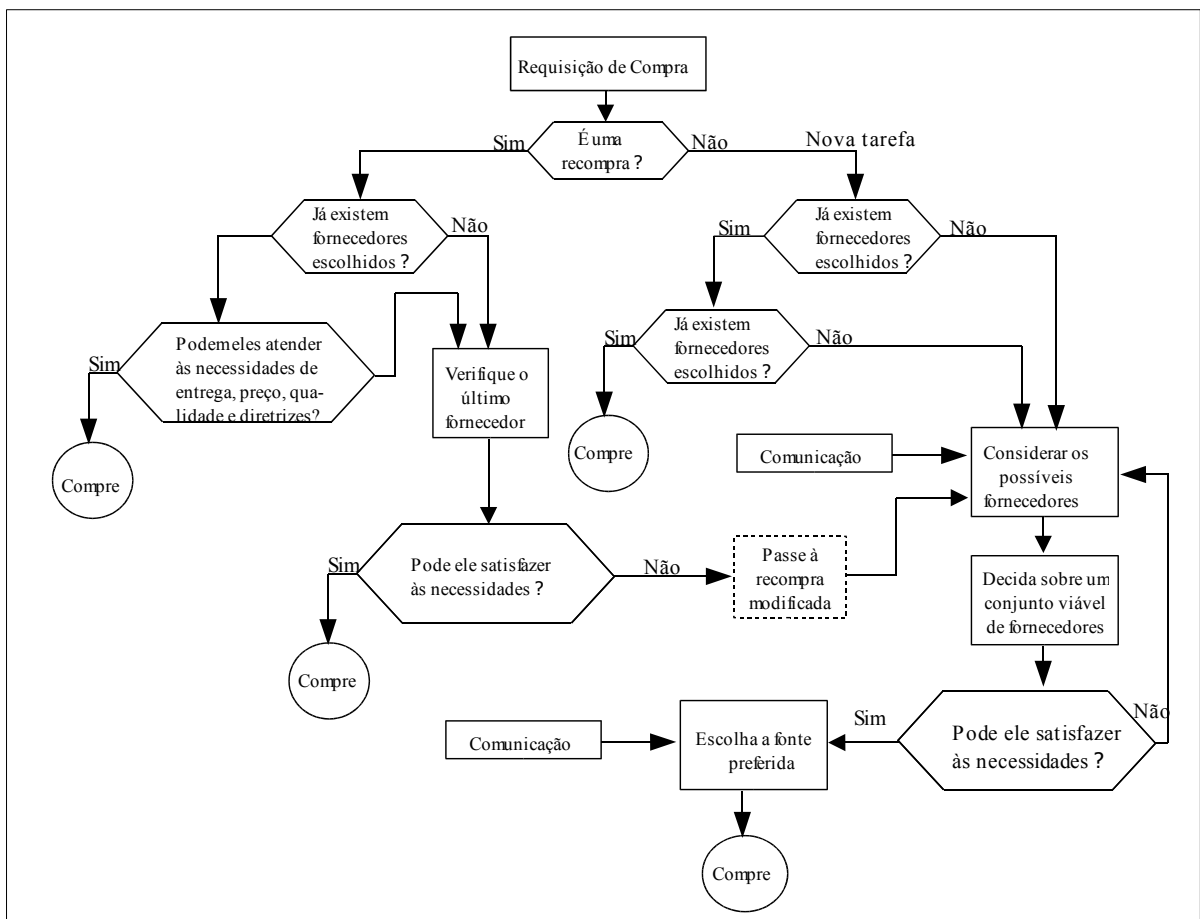 Requisição de Compra
É uma
recompra ?
Sim
Não
Nova tarefa
Já existem
fornecedores
escolhidos ?
Não
Já existem
fornecedores
escolhidos ?
Sim
Não
Podemeles atender
às necessidades de
entrega, preço, qua-
lidade e diretrizes?
Sim
Verifique o
último
fornecedor
Já existem
fornecedores
escolhidos ?
Sim
Não
Compre
Compre
Comunicação
Considerar os
possíveis
fornecedores
Pode ele satisfazer
às necessidades ?
Sim
Não
Passe à
recompra
modificada
Decida sobre um
conjunto viável
de fornecedores
Compre
Comunicação
Escolha a fonte
preferida
Sim
Pode ele satisfazer
às necessidades ?
Não
Compre